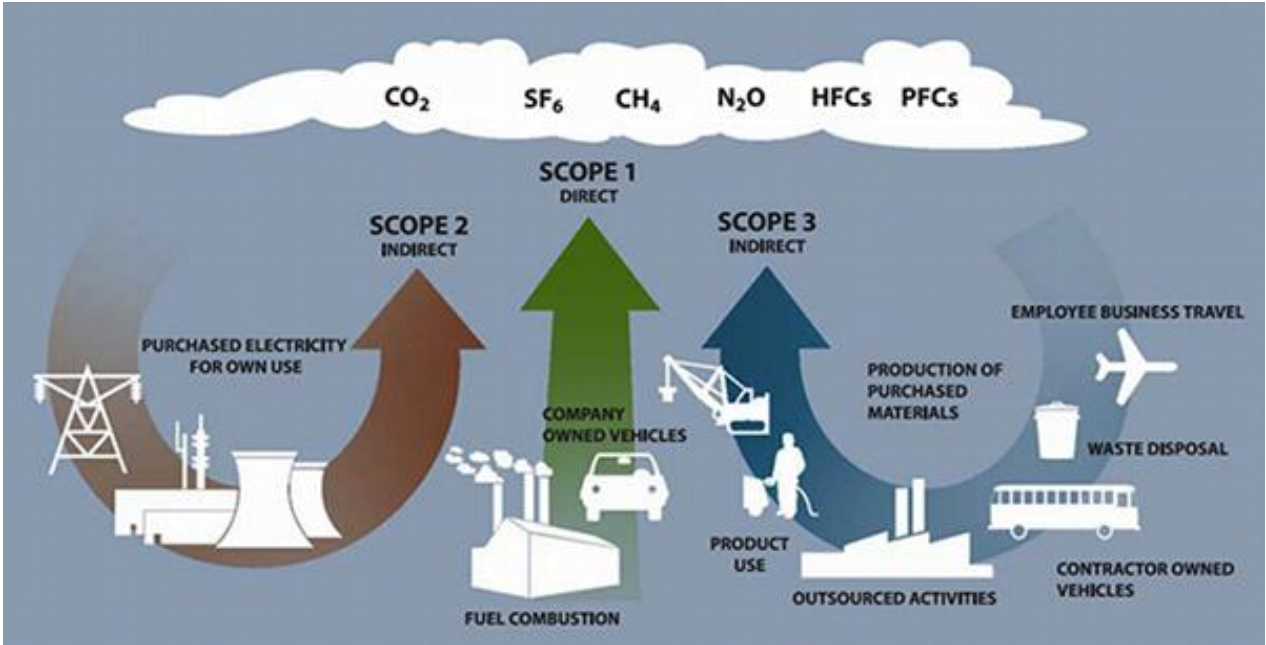 CO₂ SF₆ CH₄ N₂O HFCs PFCs
SCOPE 1
DIRECT
SCOPE 2
INDIRECT
SCOPE 3
INDIRECT
PURCHASED ELECTRICITY
FOR OWN USE
COMPANY
OWNED VEHICLES
FUEL COMBUSTION
EMPLOYEE BUSINESS TRAVEL
PRODUCTION OF
PURCHASED
MATERIALS
WASTE DISPOSAL
PRODUCT
USE
OUTSOURCED ACTIVITIES
CONTRACTOR OWNED
VEHICLES